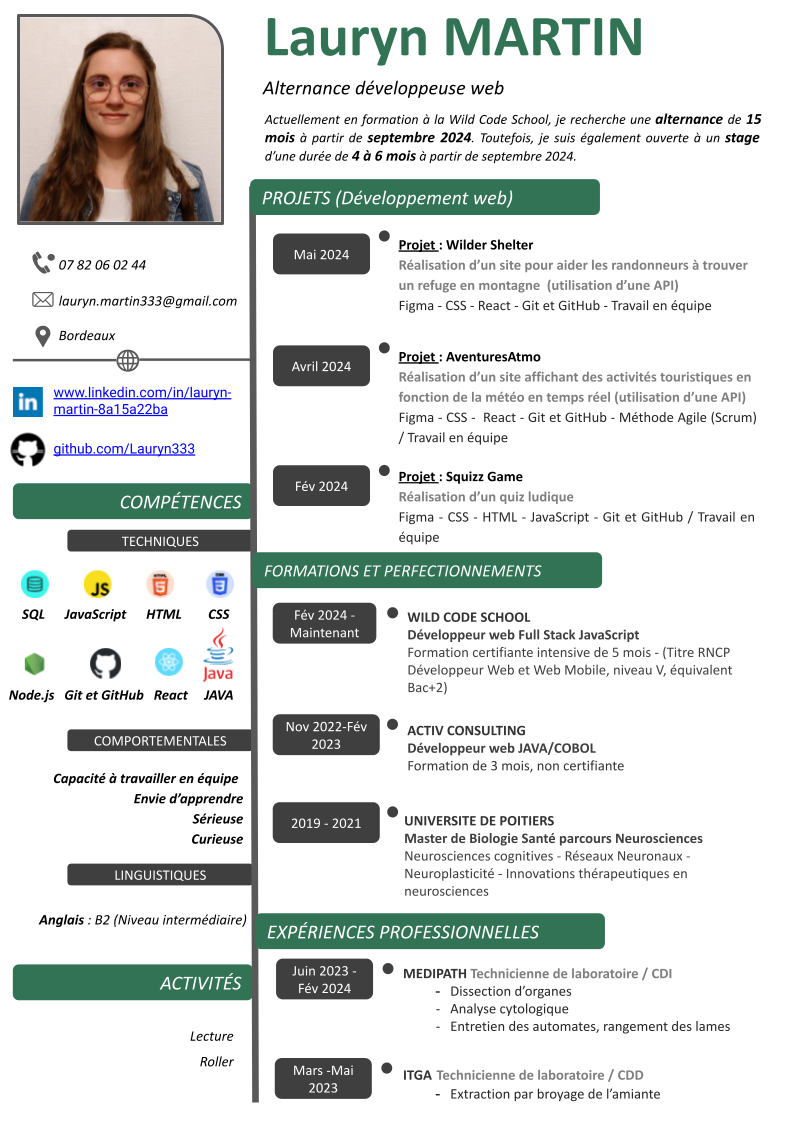 Lauryn MARTIN
Alternance développeuse web
Actuellement en formation à la Wild Code School, je recherche une alternance de 15
mois à partir de septembre 2024. Toutefois, je suis également ouverte à un stage
d'une durée de 4 à 6 mois à partir de septembre 2024.
07 82 06 02 44
lauryn.martin333@gmail.com
Bordeaux
in
www.linkedin.com/in/lauryn-
martin-8a15a22ba
github.com/Lauryn333
COMPÉTENCES
TECHNIQUES
JS
HTML
CSS
SQL JavaScript HTML CSS
Java
Node.js Git et GitHub React JAVA
COMPORTEMENTALES
Capacité à travailler en équipe
Envie d'apprendre
Sérieuse
Curieuse
LINGUISTIQUES
Anglais : B2 (Niveau intermédiaire)
ACTIVITÉS
Lecture
Roller
PROJETS (Développement web)
Mai 2024
Projet : Wilder Shelter
Réalisation d'un site pour aider les randonneurs à trouver
un refuge en montagne (utilisation d'une API)
Figma - CSS - React - Git et GitHub - Travail en équipe
Avril 2024
Projet : AventuresAtmo
Réalisation d'un site affichant des activités touristiques en
fonction de la météo en temps réel (utilisation d'une API)
Figma - CSS - React - Git et GitHub - Méthode Agile (Scrum)
/ Travail en équipe
Fév 2024
Projet : Squizz Game
Réalisation d'un quiz ludique
Figma - CSS - HTML - JavaScript - Git et GitHub / Travail en
équipe
FORMATIONS ET PERFECTIONNEMENTS
Fév 2024 -
Maintenant
WILD CODE SCHOOL
Développeur web Full Stack JavaScript
Formation certifiante intensive de 5 mois - (Titre RNCP
Développeur Web et Web Mobile, niveau V, équivalent
Bac+2)
Nov 2022-Fév
2023
ACTIV CONSULTING
Développeur web JAVA/COBOL
Formation de 3 mois, non certifiante
2019 - 2021
UNIVERSITE DE POITIERS
Master de Biologie Santé parcours Neurosciences
Neurosciences cognitives - Réseaux Neuronaux -
Neuroplasticité - Innovations thérapeutiques en
neurosciences
EXPÉRIENCES PROFESSIONNELLES
Juin 2023 -
Fév 2024
MEDIPATH Technicienne de laboratoire / CDI
- Dissection d'organes
- Analyse cytologique
- Entretien des automates, rangement des lames
Mars -Mai
2023
ITGA Technicienne de laboratoire / CDD
- Extraction par broyage de l'amiante